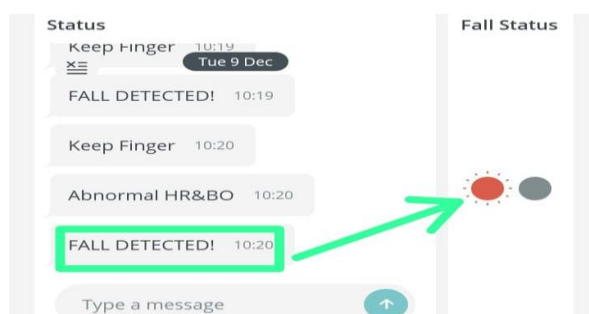 Status
Fall Status
Keep Finger 10:19
Tue 9 Dec
FALL DETECTED! 10:19
Keep Finger 10:20
Abnormal HR&BO 10:20
FALL DETECTED! 10:20
Type a message